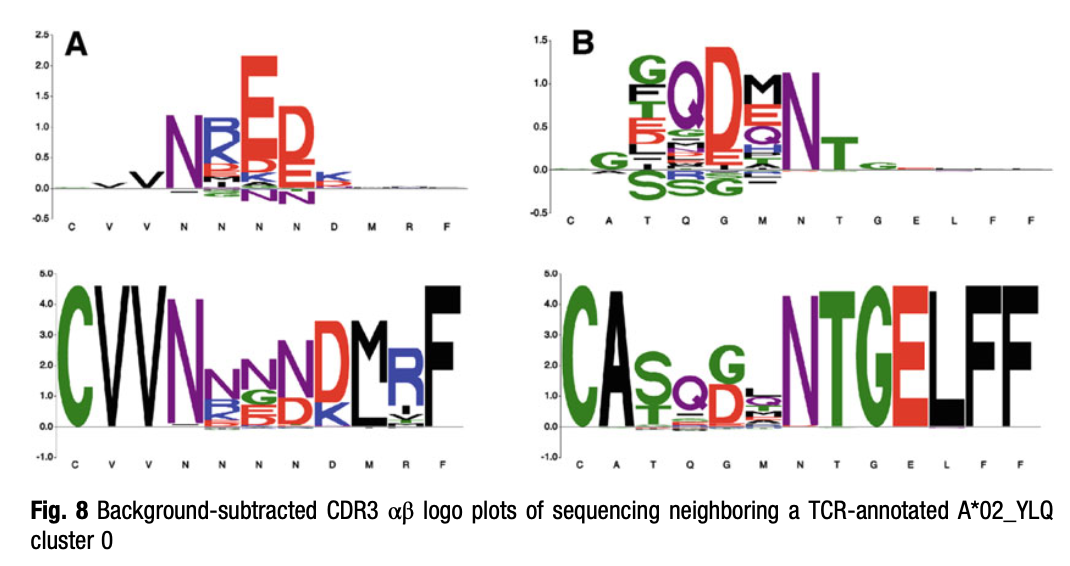 A
2.5
2.0
1.5
1.0
0.5
0.0
-0.5
V V N R E D K
K D E
N N
C V V N N N N D M R F
B
1.5
1.0
0.5
0.0
-0.5
G G Q D M N T G
F E
T Q
E
D
S S G
C A T Q G M N T G E L F F
5.0
4.0
3.0
2.0
1.0
0.0
-1.0
C V V N N N N D M R F
R G D K
E
C V V N N N N D M R F
5.0
4.0
3.0
2.0
1.0
0.0
-1.0
C A S Q G N T G E L F F
T D
C A T Q G M N T G E L F F
Fig. 8 Background-subtracted CDR3 αβ logo plots of sequencing neighboring a TCR-annotated A*02_YLQ
cluster 0